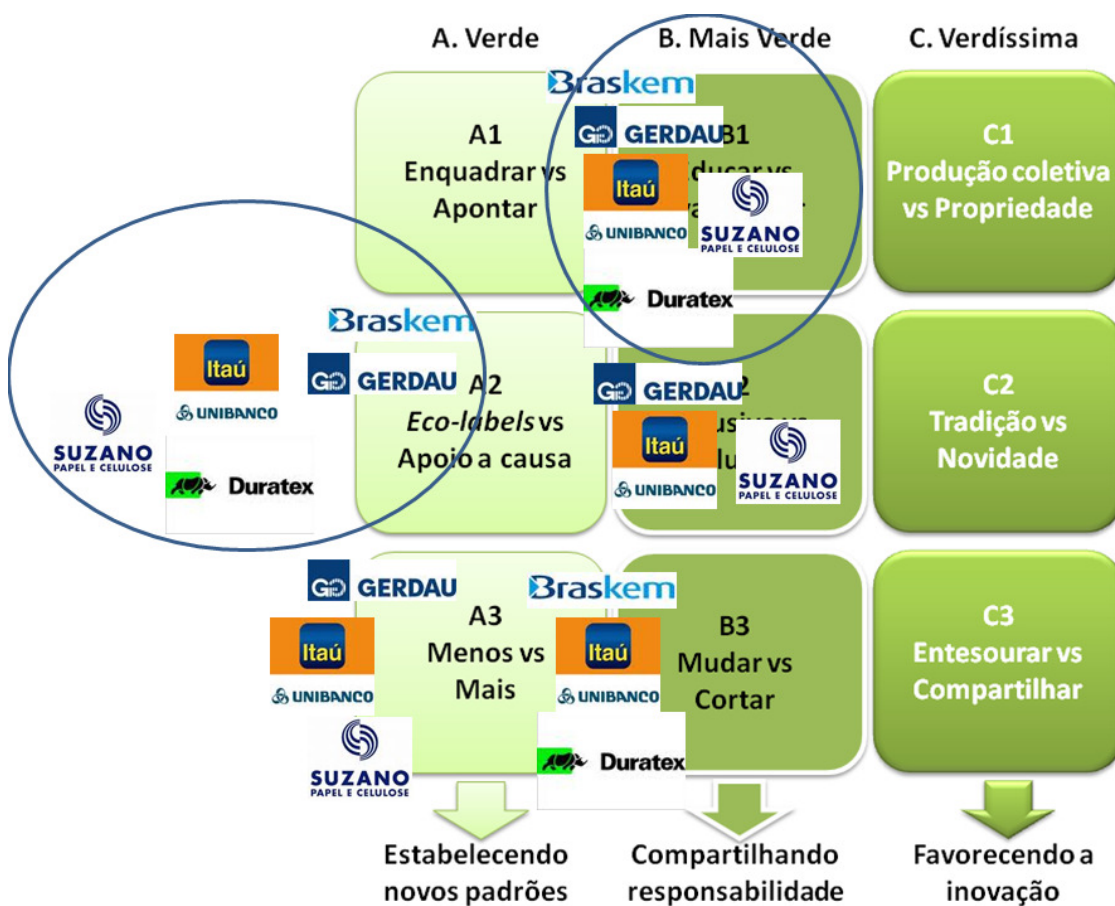 A. Verde
B. Mais Verde
C. Verdíssima
Braskem
GERDAU
Itaú
UNIBANCO
SUZANO
PAPEL E CELULOSE
Duratex
A1
Enquadrar vs
Apontar
B1
vs
C1
Produção coletiva
vs Propriedade
Braskem
GERDAU
Itaú
UNIBANCO
SUZANO
PAPEL E CELULOSE
Duratex
A2
Eco-labels vs
Apoio a causa
GERDAU
Itaú
UNIBANCO
SUZANO
PAPEL E CELULOSE
C2
Tradição vs
Novidade
GERDAU
Itaú
UNIBANCO
SUZANO
PAPEL E CELULOSE
A3
Menos vs
Mais
Braskem
Itaú
UNIBANCO
Duratex
B3
Mudar vs
Cortar
C3
Entesourar vs
Compartilhar
Estabelecendo
novos padrões
Compartilhando
responsabilidade
Favorecendo a
inovação